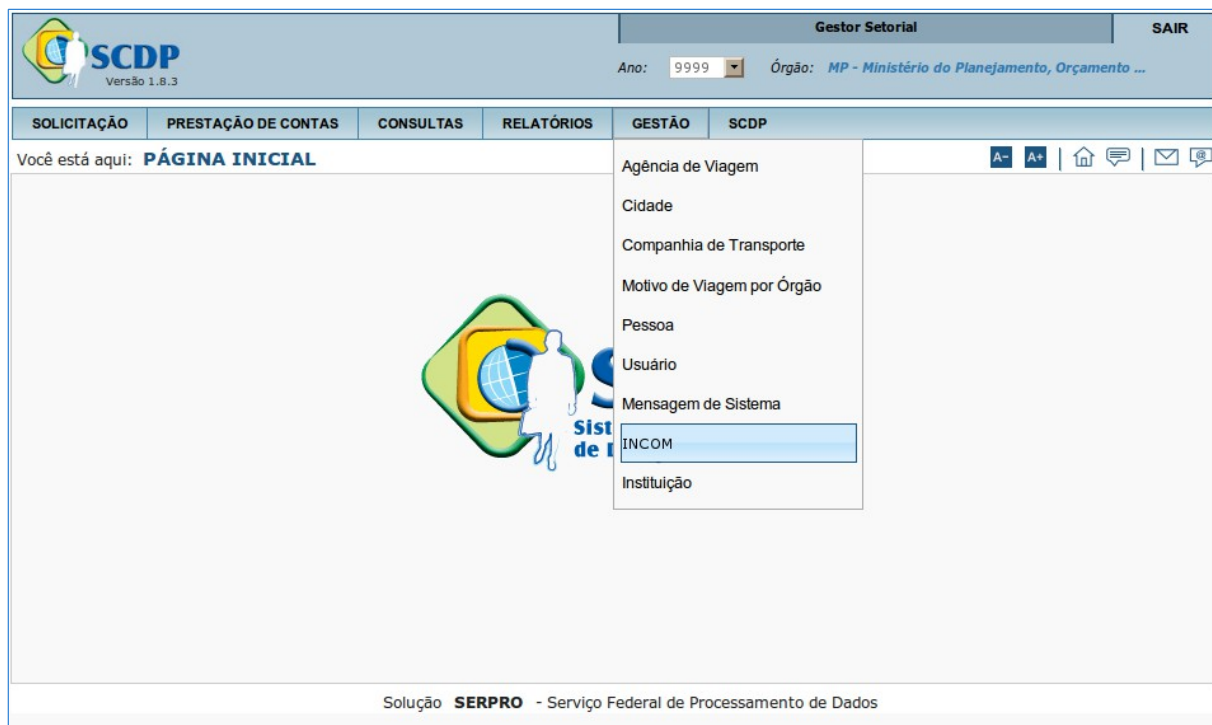 SCDP
Versão 1.8.3
Gestor Setorial
SAIR
Ano: 9999
Órgão: MP - Ministério do Planejamento, Orçamento ...
SOLICITAÇÃO PRESTAÇÃO DE CONTAS CONSULTAS RELATÓRIOS GESTÃO SCDP
Você está aqui: PÁGINA INICIAL
A- A+
Agência de Viagem
Cidade
Companhia de Transporte
Motivo de Viagem por Órgão
Pessoa
Usuário
Mensagem de Sistema
INCOM
Instituição
S
Sist
de
Solução SERPRO - Serviço Federal de Processamento de Dados